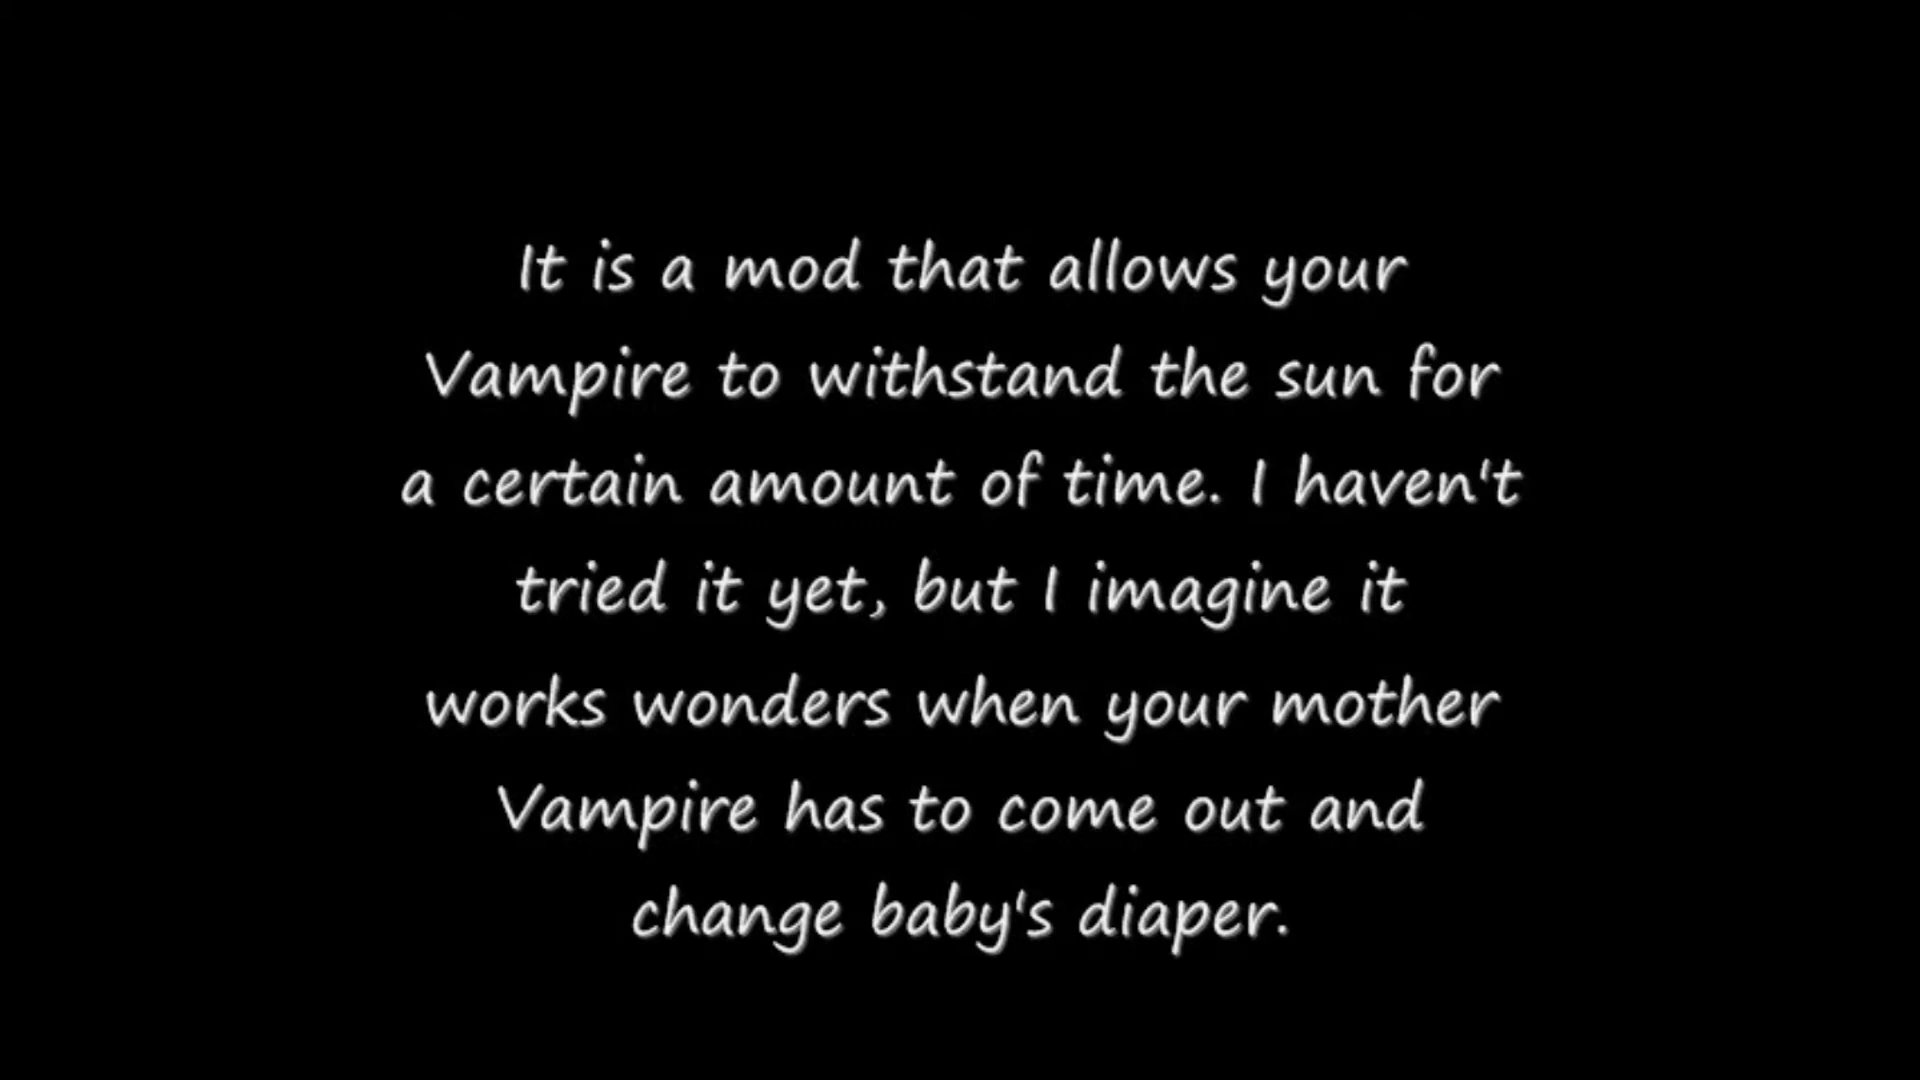 It is a mod that allows your
Vampire to withstand the sun for
a certain amount of time. I haven't
tried it yet, but I imagine it
works wonders when your mother
Vampire has to come out and
change baby's diaper.